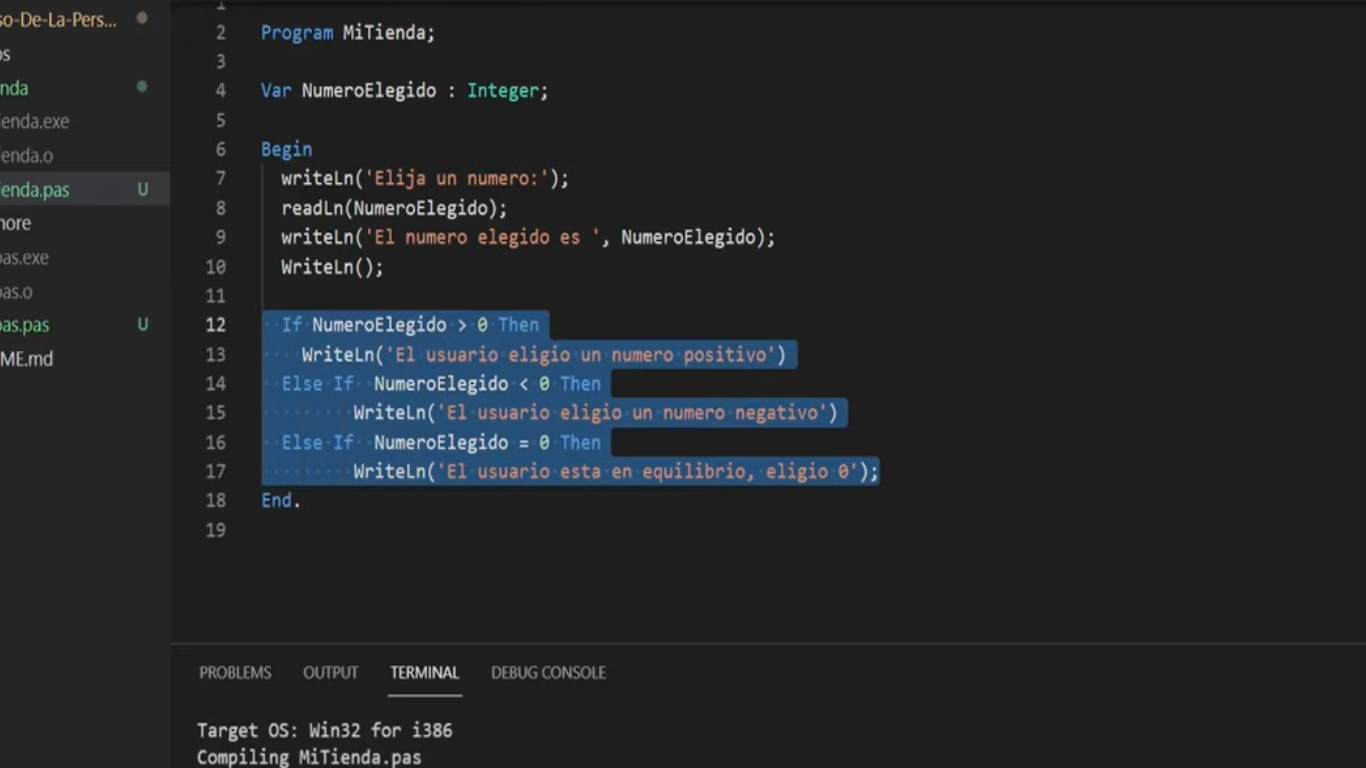 so-De-La-Pers...
os
nda
ienda.exe
ienda.o
ienda.pas U
nore
pas.exe
pas.o
pas.pas U
ME.md
1
2 Program MiTienda;
3
4 Var NumeroElegido : Integer;
5
6 Begin
7 writeLn('Elija un numero:');
8 readLn(NumeroElegido);
9 writeLn('El numero elegido es ', NumeroElegido);
10 WriteLn();
11
12 If NumeroElegido > 0 Then
13 WriteLn('El usuario eligio un numero positivo')
14 Else If NumeroElegido < 0 Then
15 WriteLn('El usuario eligio un numero negativo')
16 Else If NumeroElegido = 0 Then
17 WriteLn('El usuario esta en equilibrio, eligio 0');
18 End.
19
PROBLEMS OUTPUT TERMINAL DEBUG CONSOLE
Target OS: Win32 for i386
Compiling MiTienda.pas